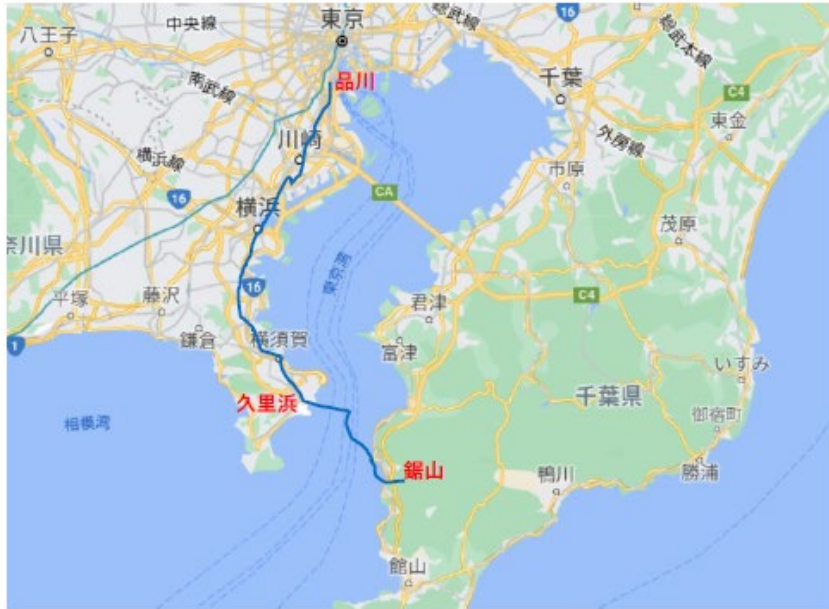 中央線
八王子
東京
総武線
16
総武本線
品川
南武線
千葉
C4
東金
川崎
外房線
横浜線
市原
16
CA
横浜
茂原
奈川県
東京湾
16
君津
C4
平塚
藤沢
鎌倉
横須賀
富津
1
いすみ
久里浜
千葉県
相模湾
御宿町
鋸山
鴨川
勝浦
館山